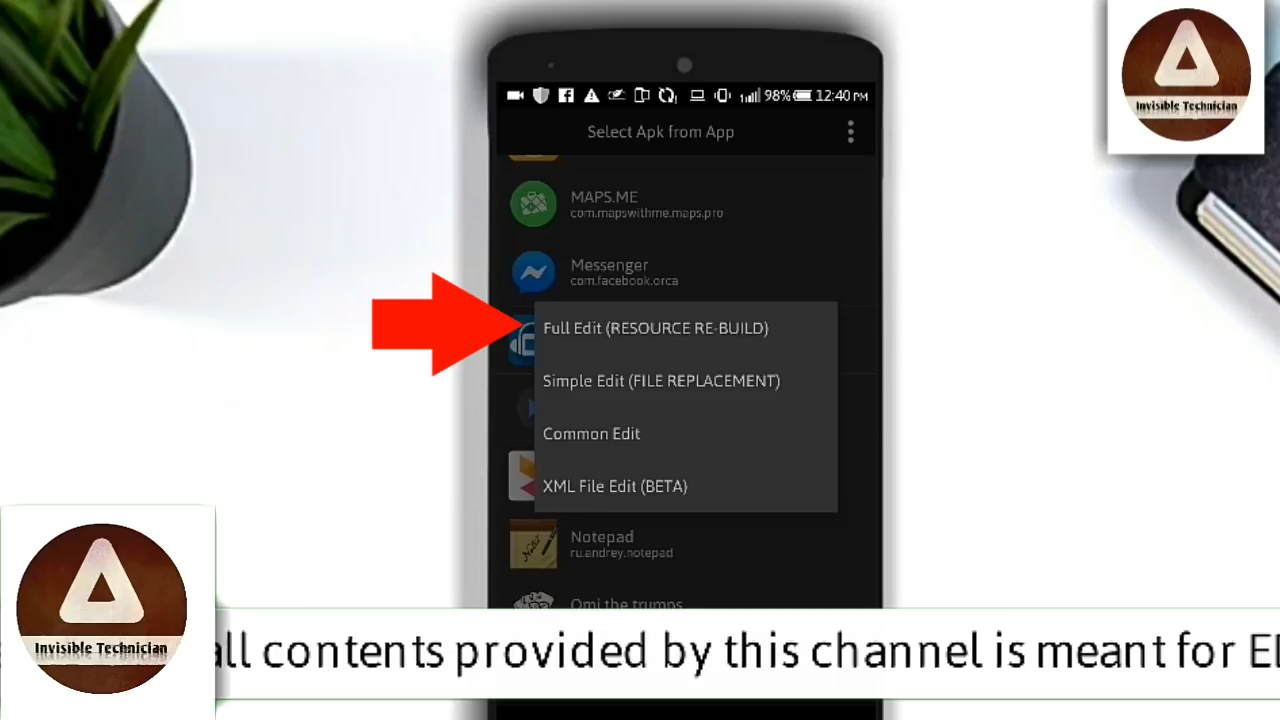 Invisible Technician
98% 12:40 PM
Select Apk from App
MAPS.ME
com.mapswithme.maps.pro
Messenger
com.facebook.orca
Full Edit (RESOURCE RE-BUILD)
Simple Edit (FILE REPLACEMENT)
Common Edit
XML File Edit (BETA)
Notepad
ru.andrey.notepad
Omi the trumps
Invisible Technician
all contents provided by this channel is meant for